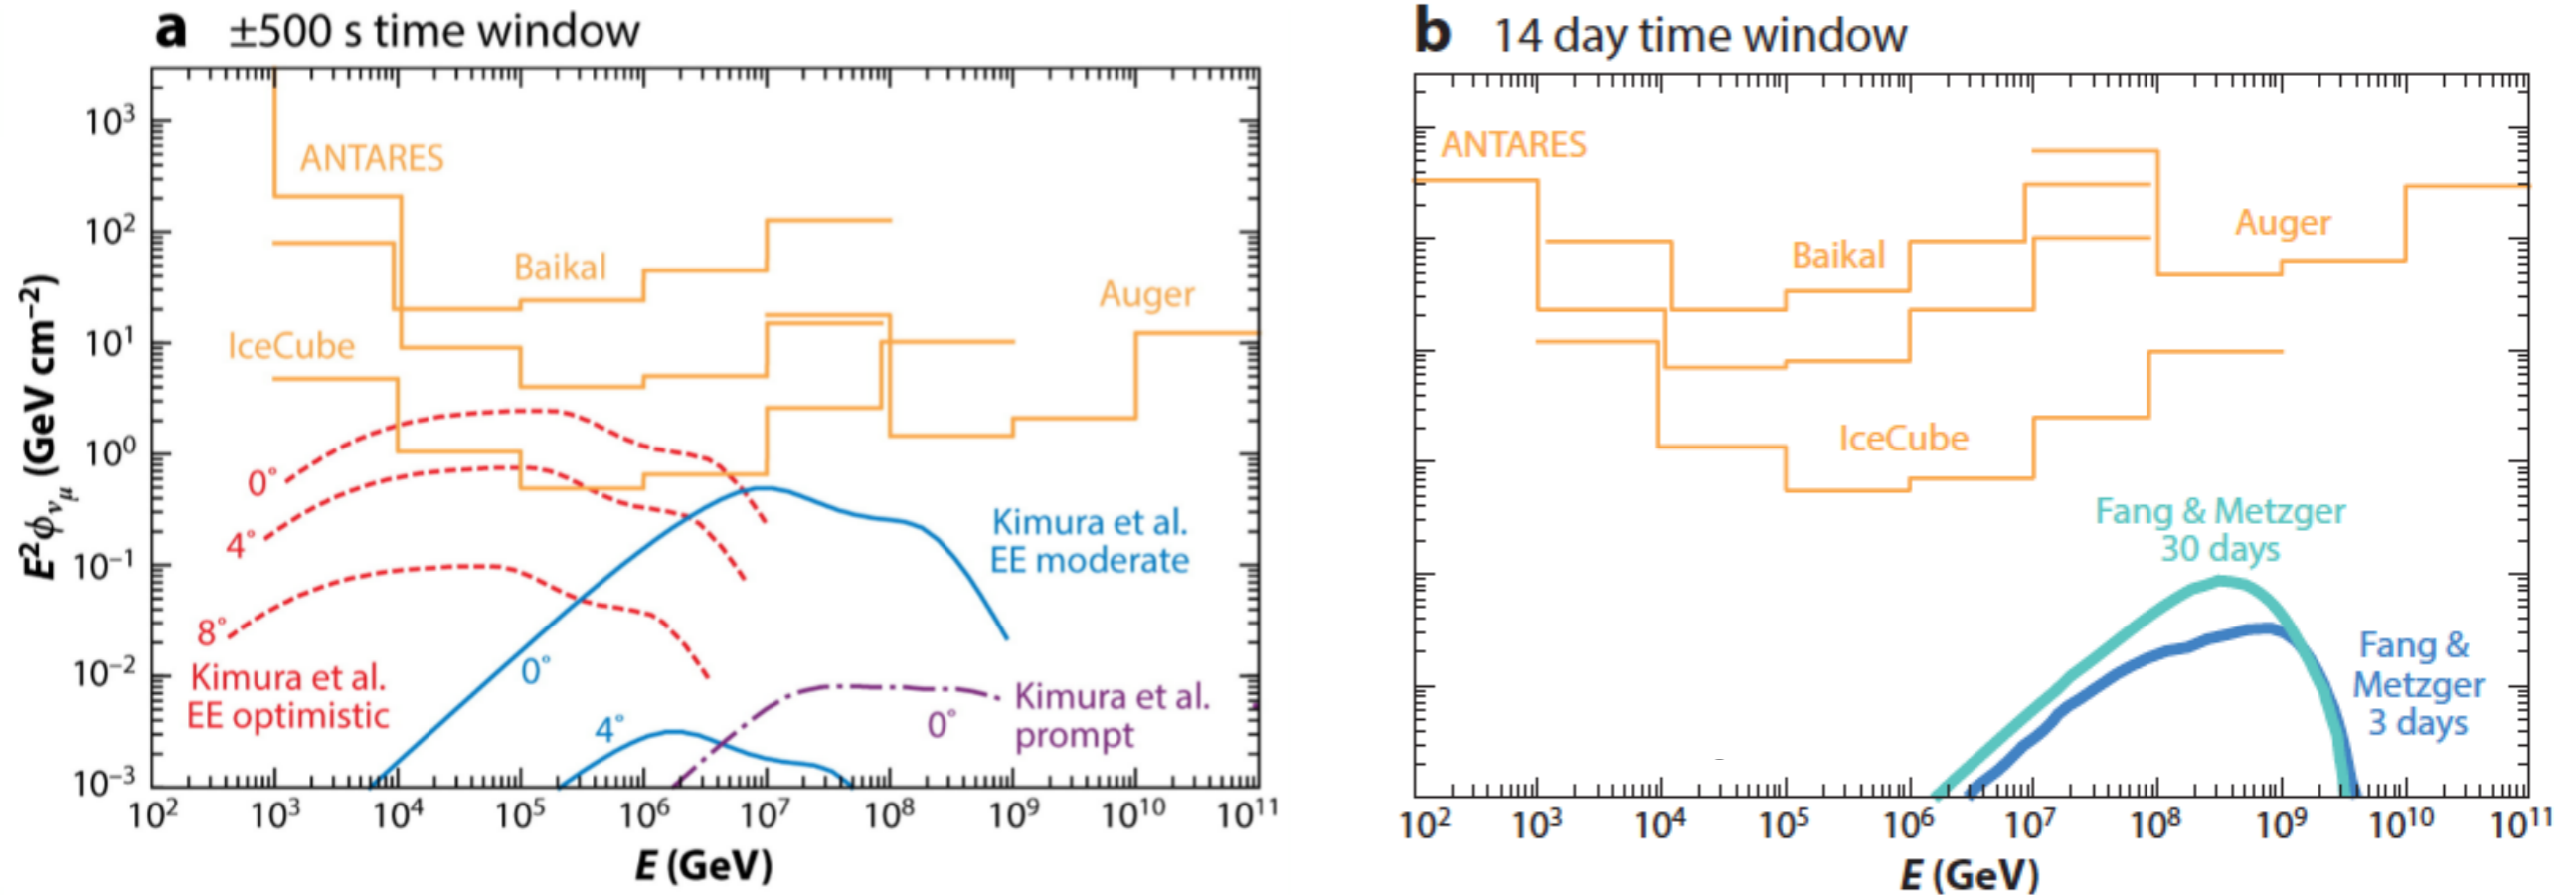 a ±500 s time window
E²ϕ_νμ (GeV cm⁻²)
10³
10²
10¹
10⁰
10⁻¹
10⁻²
10⁻³
ANTARES
Baikal
IceCube
Auger
0°
4°
8°
Kimura et al.
EE optimistic
Kimura et al.
EE moderate
0°
4°
Kimura et al.
prompt
0°
10² 10³ 10⁴ 10⁵ 10⁶ 10⁷ 10⁸ 10⁹ 10¹⁰ 10¹¹
E (GeV)
b 14 day time window
ANTARES
Baikal
Auger
IceCube
Fang & Metzger
30 days
Fang &
Metzger
3 days
10² 10³ 10⁴ 10⁵ 10⁶ 10⁷ 10⁸ 10⁹ 10¹⁰ 10¹¹
E (GeV)